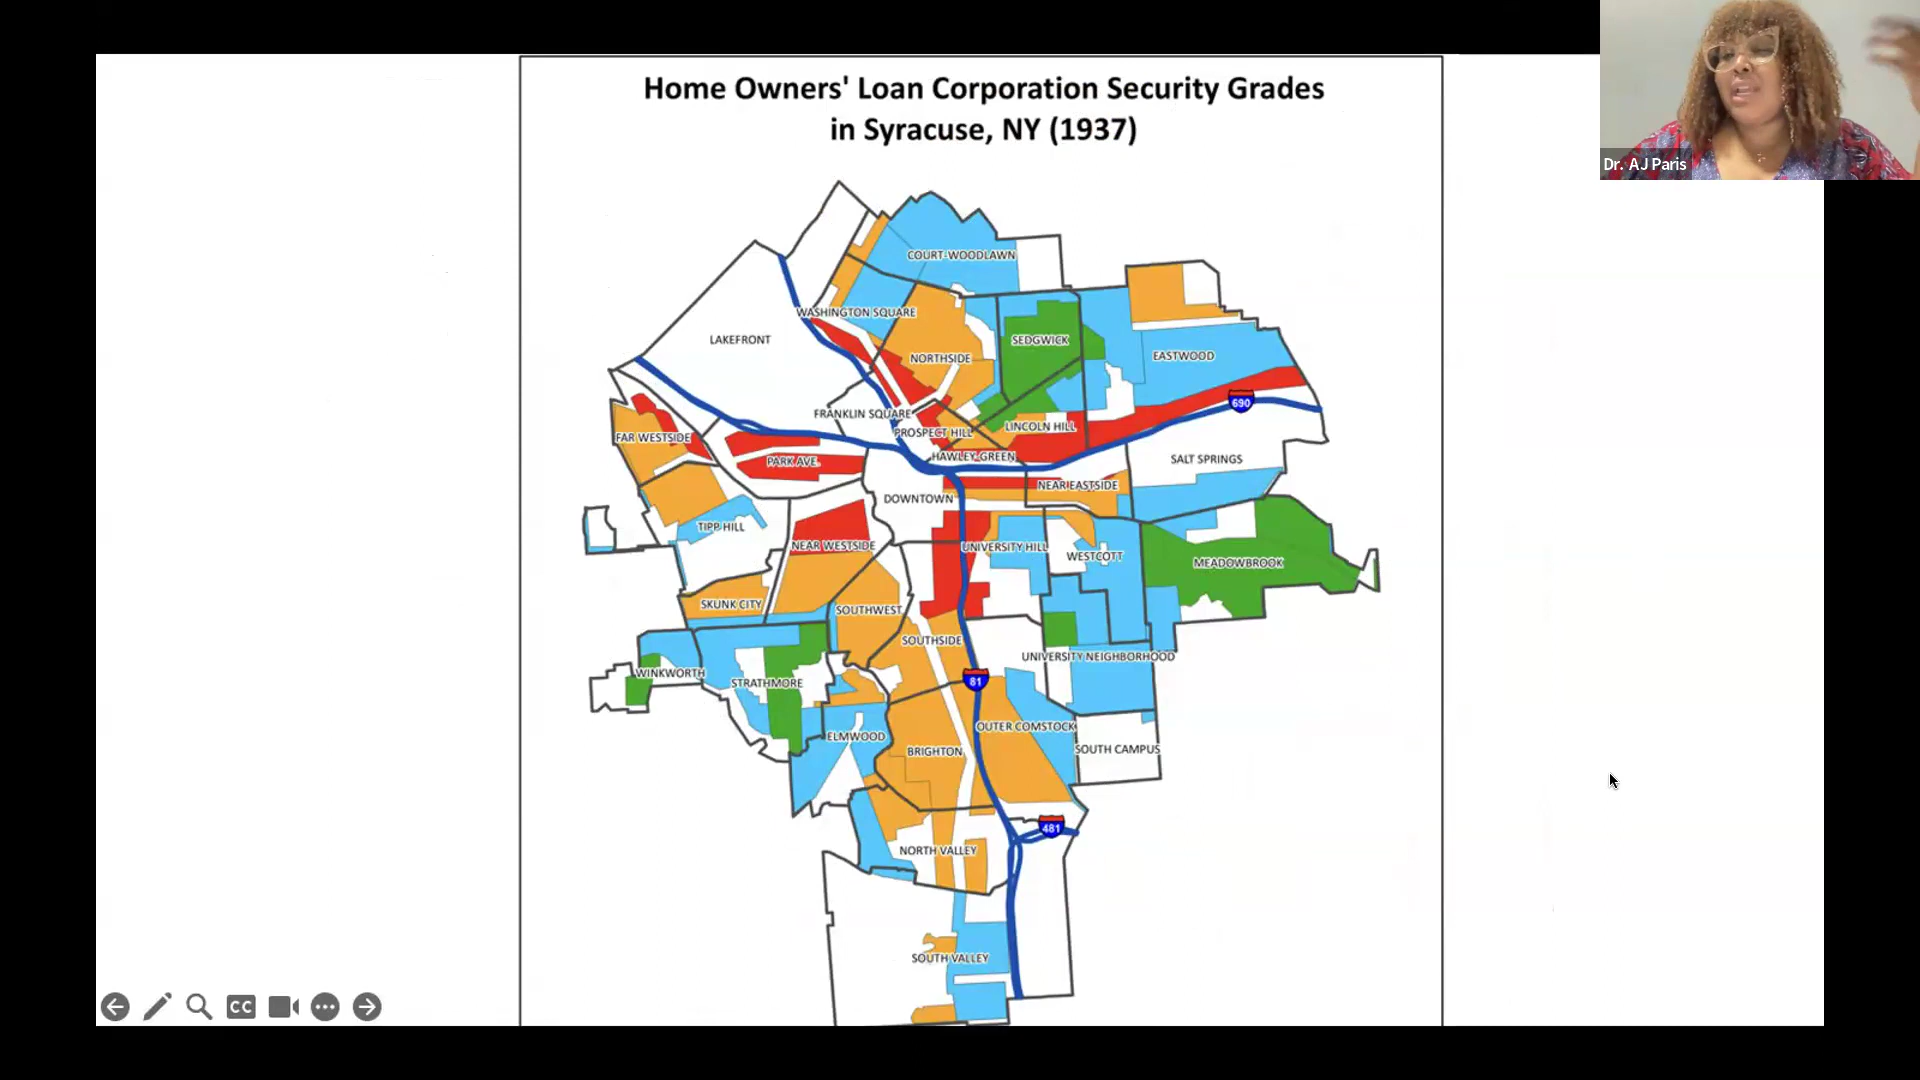 Home Owners' Loan Corporation Security Grades
in Syracuse, NY (1937)
Dr. AJ Paris
COURT-WOODLAWN
WASHINGTON SQUARE
LAKEFRONT
SEDGWICK
NORTHSIDE
EASTWOOD
690
FRANKLIN SQUARE
PROSPECT HILL
LINCOLN HILL
FAR WESTSIDE
HAWLEY-GREEN
PARK AVE.
SALT SPRINGS
NEAR EASTSIDE
DOWNTOWN
TIPP HILL
NEAR WESTSIDE
UNIVERSITY HILL
WESTCOTT
MEADOWBROOK
SKUNK CITY
SOUTHWEST
SOUTHSIDE
UNIVERSITY NEIGHBORHOOD
WINKWORTH
STRATHMORE
81
OUTER COMSTOCK
ELMWOOD
BRIGHTON
SOUTH CAMPUS
481
NORTH VALLEY
SOUTH VALLEY
CC